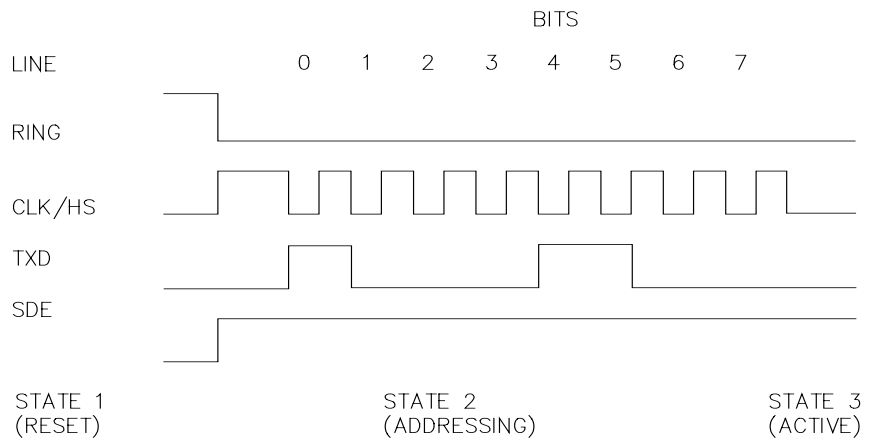 BITS
LINE 0 1 2 3 4 5 6 7
RING
CLK/HS
TXD
SDE
STATE 1 STATE 2 STATE 3
(RESET) (ADDRESSING) (ACTIVE)